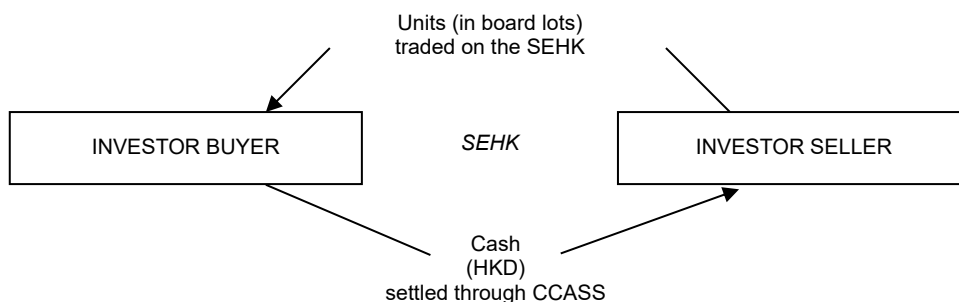 Units (in board lots)
traded on the SEHK
INVESTOR BUYER
SEHK
INVESTOR SELLER
Cash
(HKD)
settled through CCASS